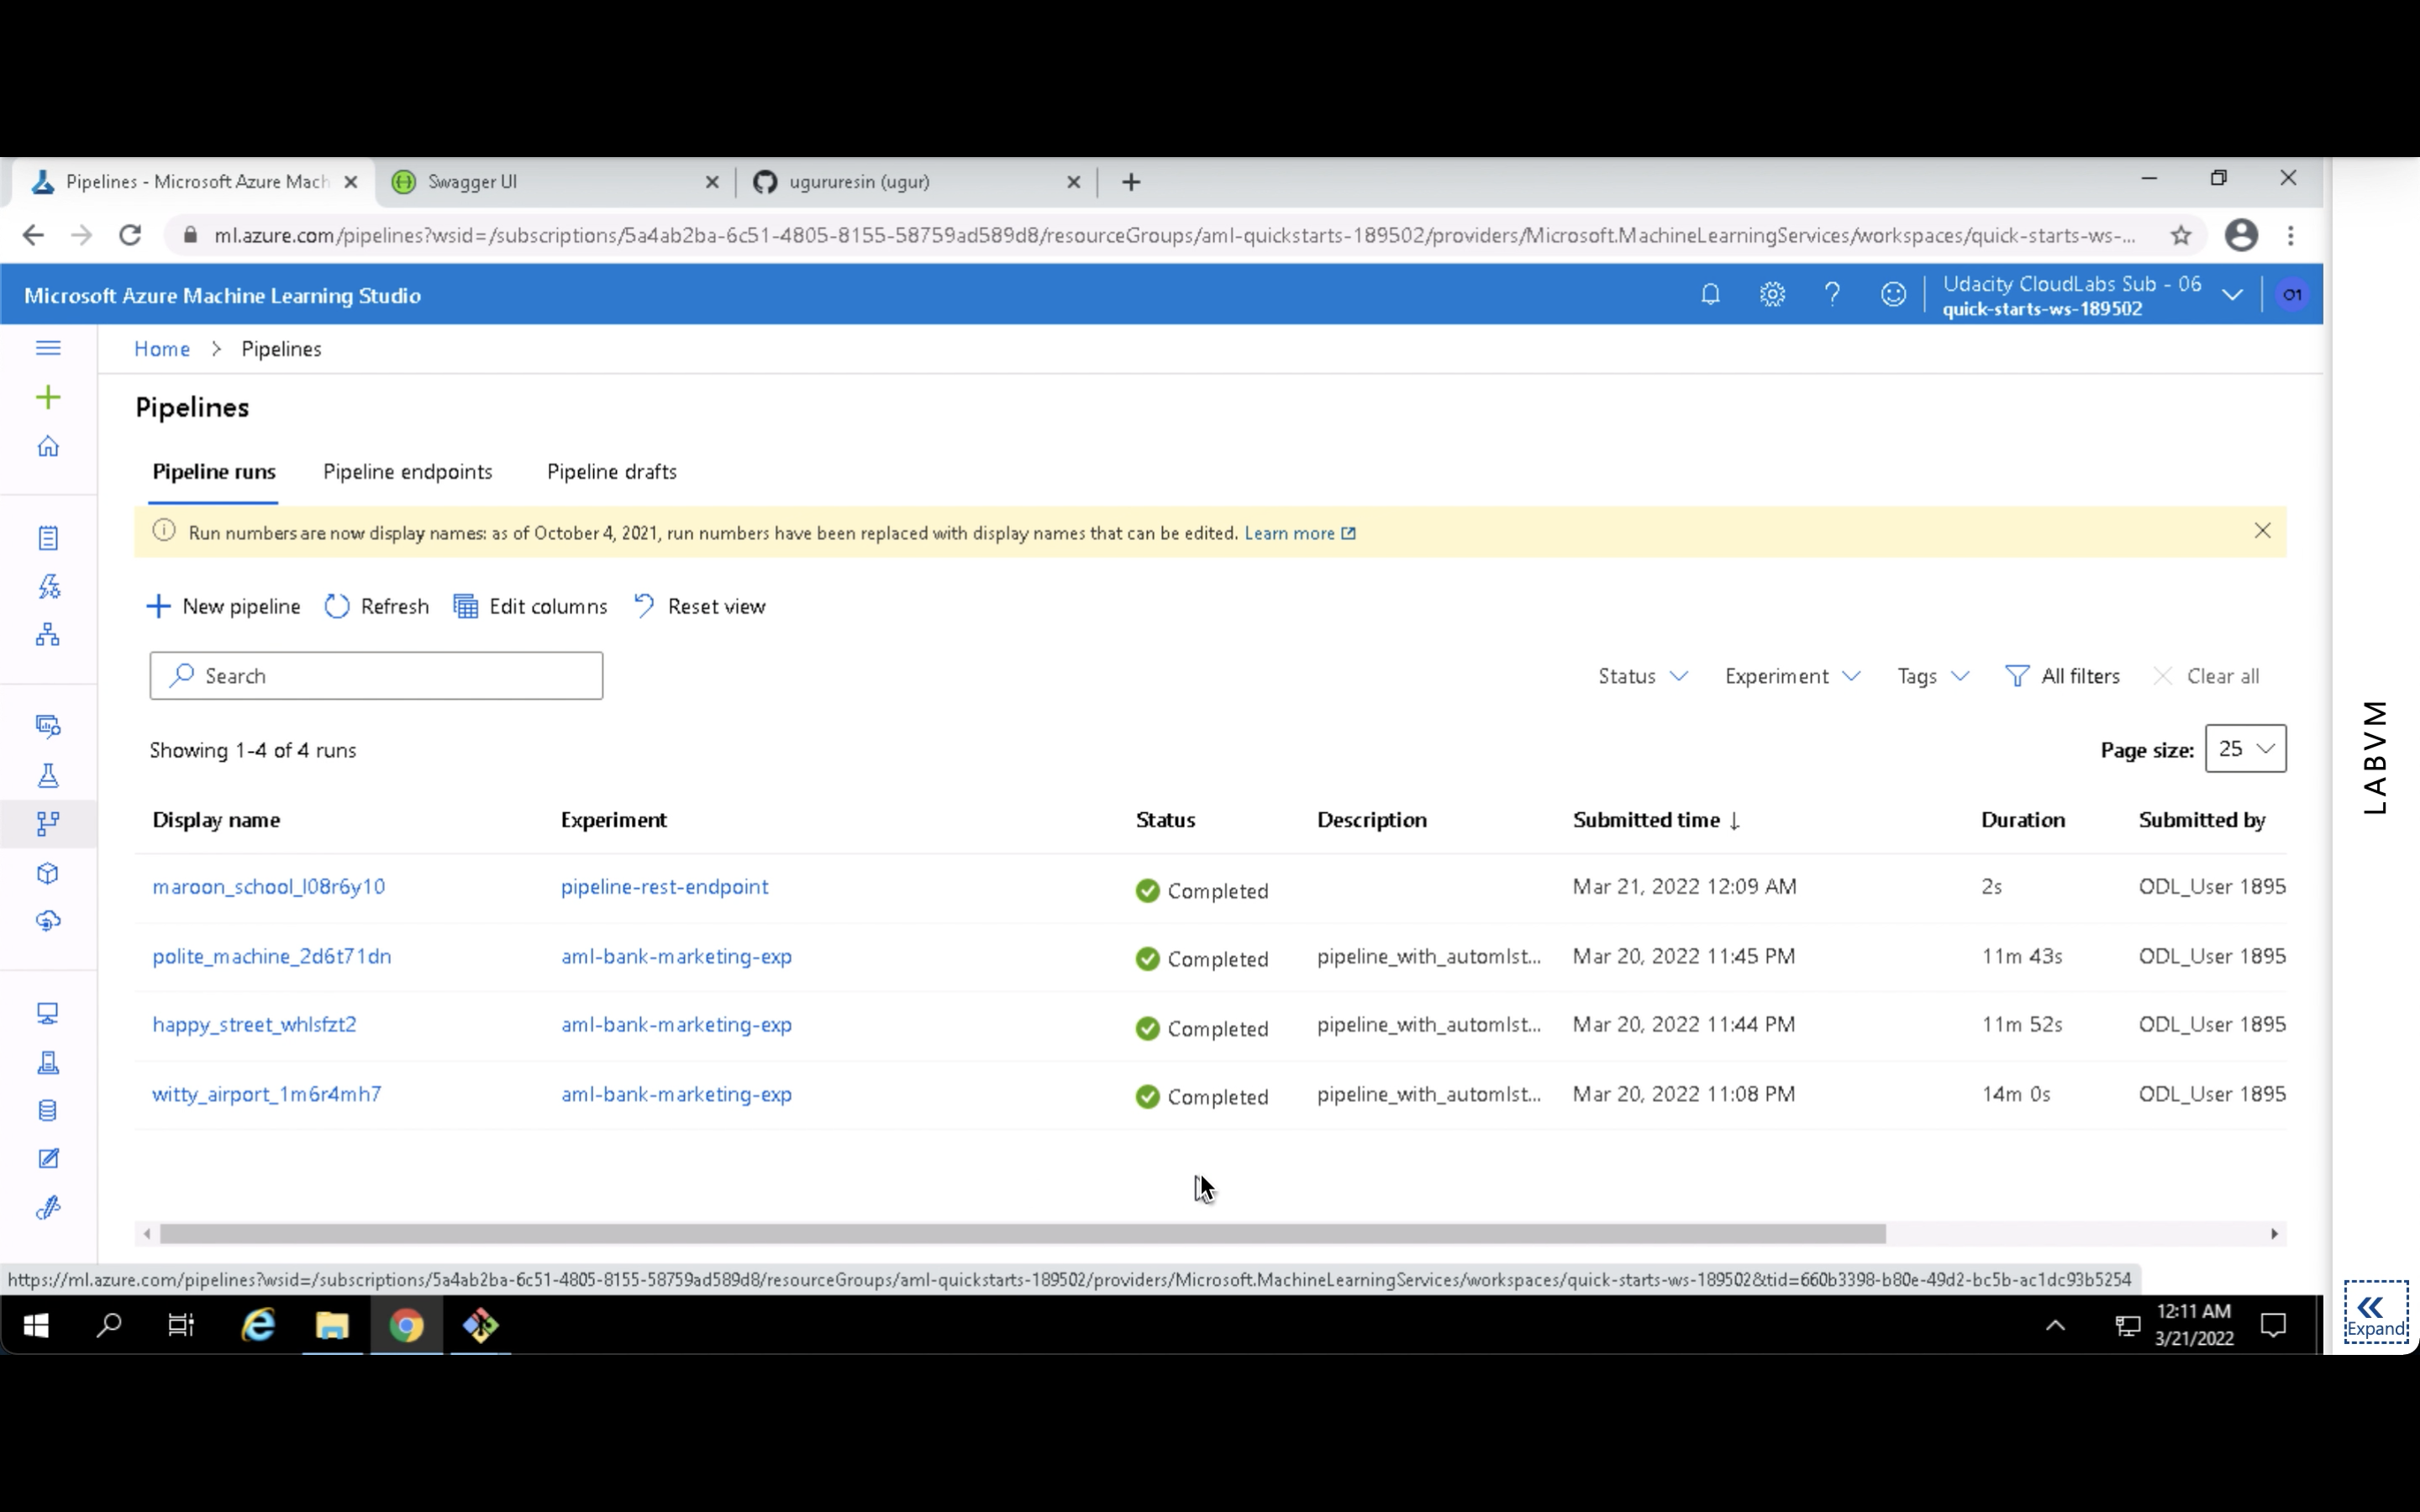 Pipelines - Microsoft Azure Mach
Swagger UI
ugururesin (ugur)
ml.azure.com/pipelines?wsid=/subscriptions/5a4ab2ba-6c51-4805-8155-58759ad589d8/resourceGroups/aml-quickstarts-189502/providers/Microsoft.MachineLearningServices/workspaces/quick-starts-ws-...
Microsoft Azure Machine Learning Studio
Udacity CloudLabs Sub - 06
quick-starts-ws-189502
O1
Home > Pipelines
Pipelines
Pipeline runs Pipeline endpoints Pipeline drafts
Run numbers are now display names: as of October 4, 2021, run numbers have been replaced with display names that can be edited. Learn more
New pipeline Refresh Edit columns Reset view
Search
Status Experiment Tags All filters Clear all
Showing 1-4 of 4 runs
Page size: 25
Display name Experiment Status Description Submitted time ↓ Duration Submitted by
maroon_school_l08r6y10 pipeline-rest-endpoint Completed Mar 21, 2022 12:09 AM 2s ODL_User 1895
polite_machine_2d6t71dn aml-bank-marketing-exp Completed pipeline_with_automlst... Mar 20, 2022 11:45 PM 11m 43s ODL_User 1895
happy_street_whlsfzt2 aml-bank-marketing-exp Completed pipeline_with_automlst... Mar 20, 2022 11:44 PM 11m 52s ODL_User 1895
witty_airport_1m6r4mh7 aml-bank-marketing-exp Completed pipeline_with_automlst... Mar 20, 2022 11:08 PM 14m 0s ODL_User 1895
https://ml.azure.com/pipelines?wsid=/subscriptions/5a4ab2ba-6c51-4805-8155-58759ad589d8/resourceGroups/aml-quickstarts-189502/providers/Microsoft.MachineLearningServices/workspaces/quick-starts-ws-189502&tid=660b3398-b80e-49d2-bc5b-ac1dc93b5254
12:11 AM
3/21/2022
LABVM
Expand